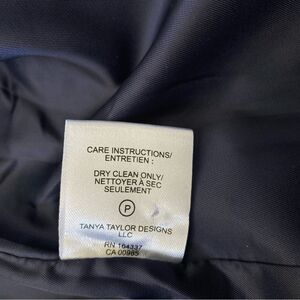 CARE INSTRUCTIONS/
ENTRETIEN :
DRY CLEAN ONLY/
NETTOYER À SEC
SEULEMENT
P
TANYA TAYLOR DESIGNS
LLC
RN 164337
CA 00985